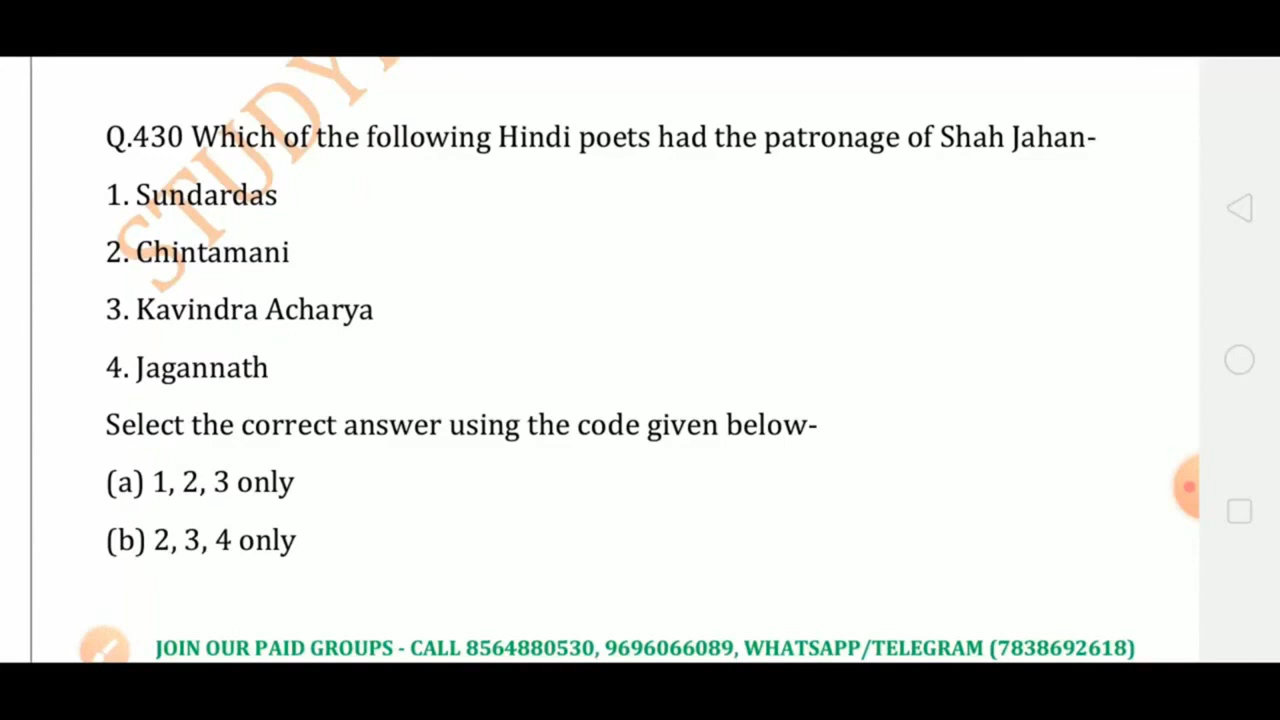 Q.430 Which of the following Hindi poets had the patronage of Shah Jahan-
1. Sundardas
2. Chintamani
3. Kavindra Acharya
4. Jagannath
Select the correct answer using the code given below-
(a) 1, 2, 3 only
(b) 2, 3, 4 only
JOIN OUR PAID GROUPS - CALL 8564880530, 9696066089, WHATSAPP/TELEGRAM (7838692618)
STUDY